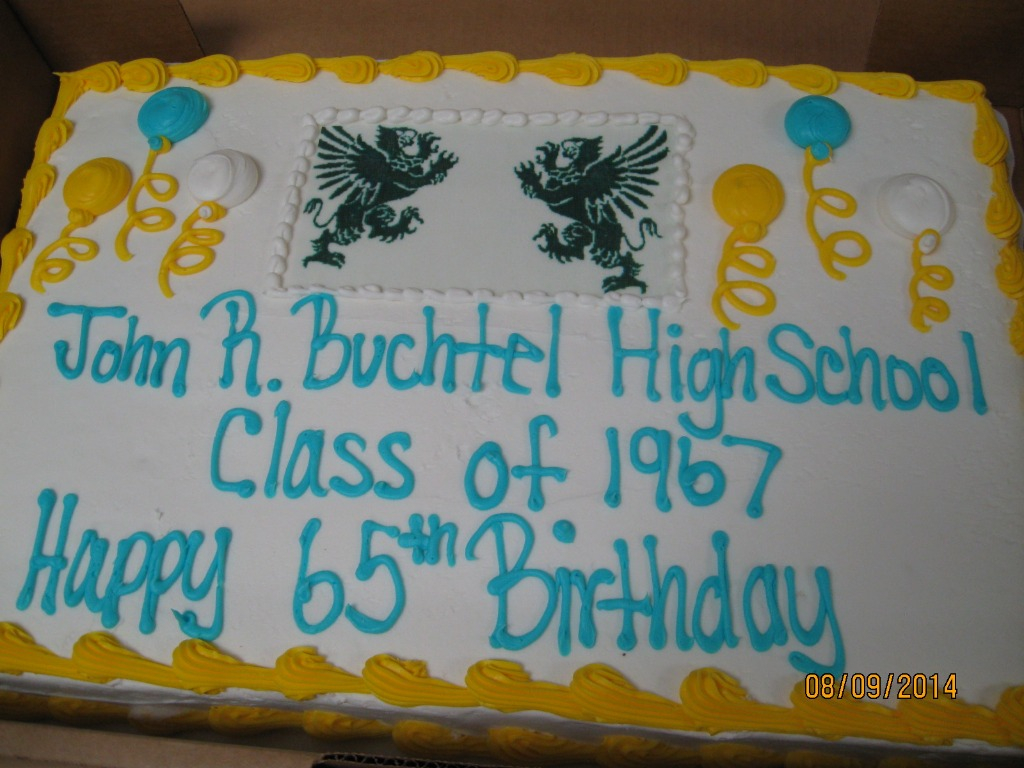 John R. Buchtel High School
Class of 1967
Happy 65th Birthday
08/09/2014